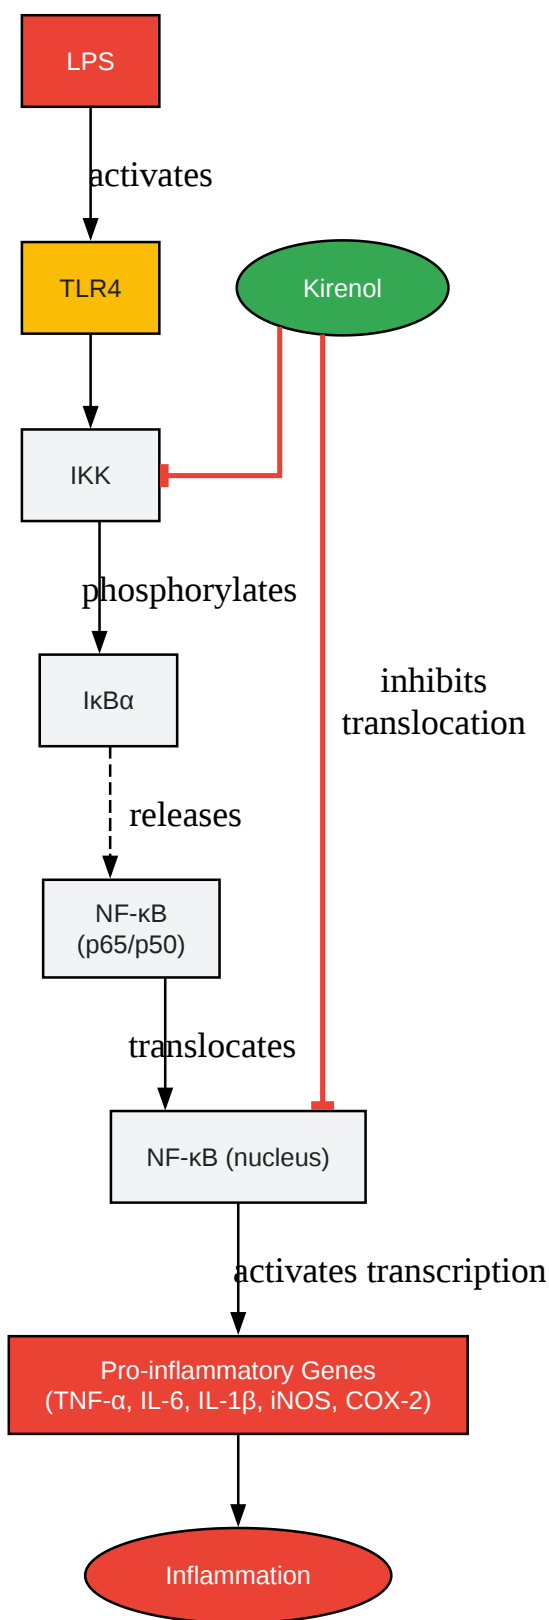 LPS
activates
TLR4
Kirenol
IKK
phosphorylates
IκBα
inhibits
translocation
releases
NF-κB
(p65/p50)
translocates
NF-κB (nucleus)
activates transcription
Pro-inflammatory Genes
(TNF-α, IL-6, IL-1β, iNOS, COX-2)
Inflammation